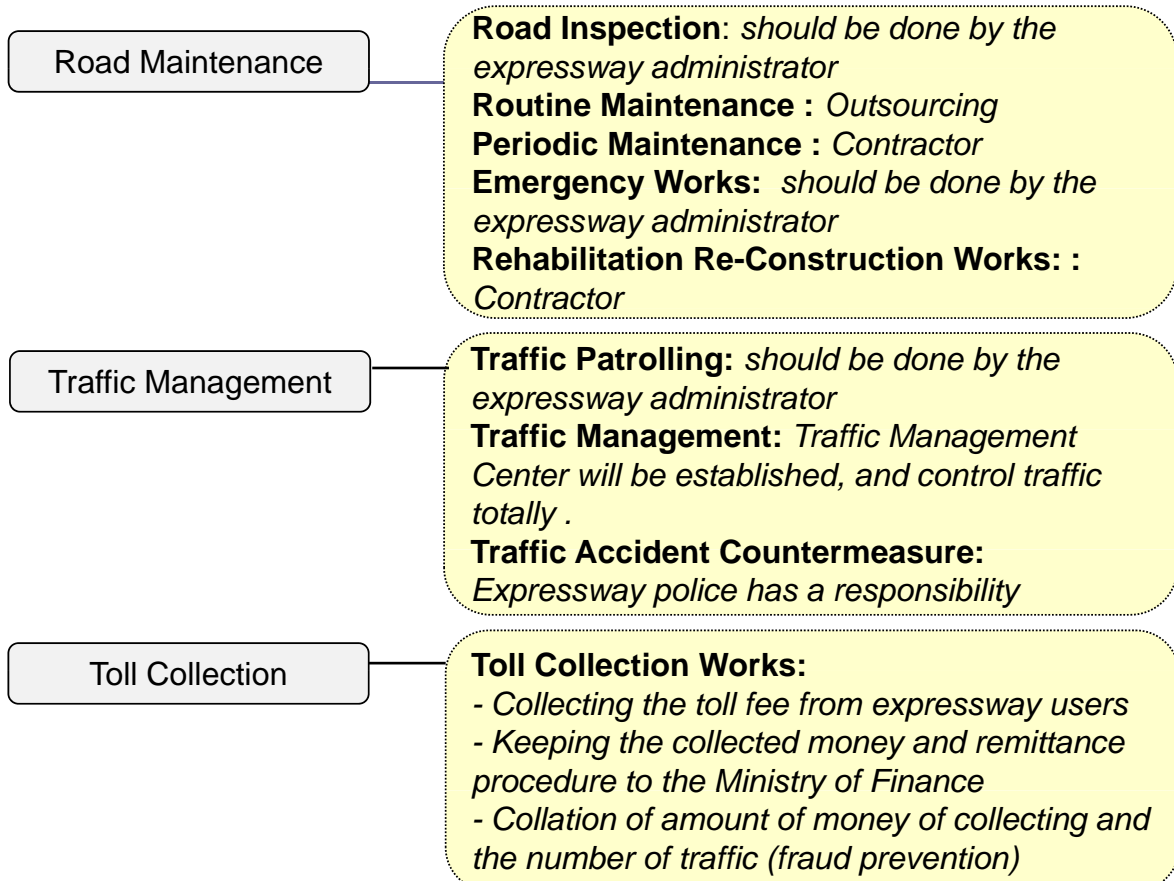 Road Maintenance
Road Inspection: should be done by the
expressway administrator
Routine Maintenance : Outsourcing
Periodic Maintenance : Contractor
Emergency Works:  should be done by the
expressway administrator
Rehabilitation Re-Construction Works: :
Contractor
Traffic Management
Traffic Patrolling: should be done by the
expressway administrator
Traffic Management: Traffic Management
Center will be established, and control traffic
totally .
Traffic Accident Countermeasure:
Expressway police has a responsibility
Toll Collection
Toll Collection Works:
- Collecting the toll fee from expressway users
- Keeping the collected money and remittance
procedure to the Ministry of Finance
- Collation of amount of money of collecting and
the number of traffic (fraud prevention)